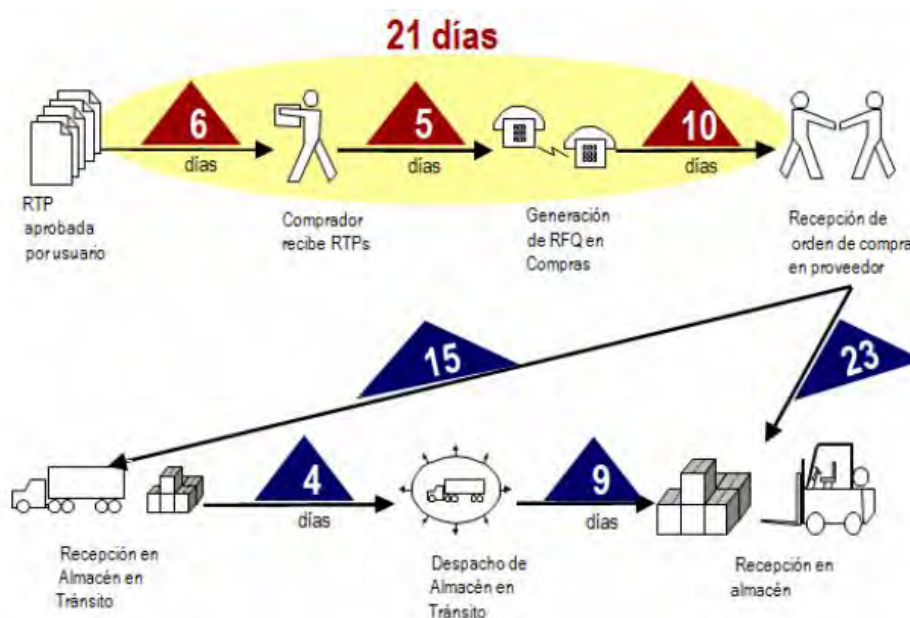 21 días
6
días
5
días
10
días
RTP
aprobada
por usuario
Comprador
recibe RTPs
Generación
de RFQ en
Compras
Recepción de
orden de compra
en proveedor
15
23
4
días
9
días
Recepción en
Almacén en
Tránsito
Despacho de
Almacén en
Tránsito
Recepción en
almacén